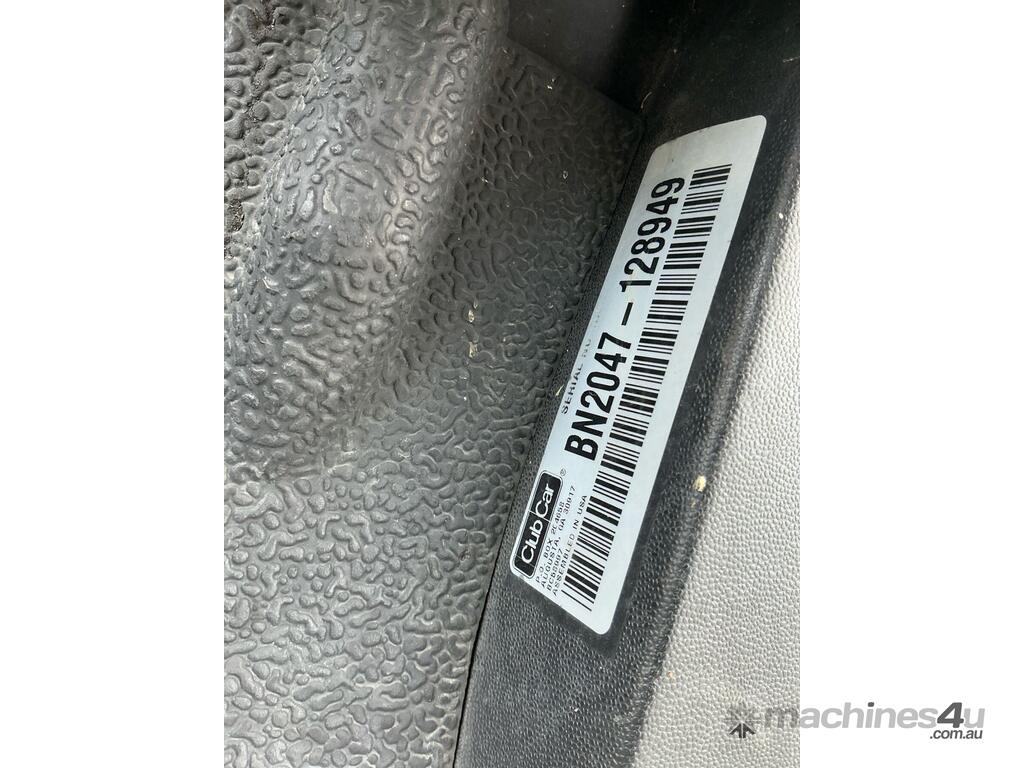 Club Car®
P.O. BOX 204658
AUGUSTA, GA 30917
ASSEMBLED IN USA
SERIAL NO
BN2047-128949
machines4u
.com.au